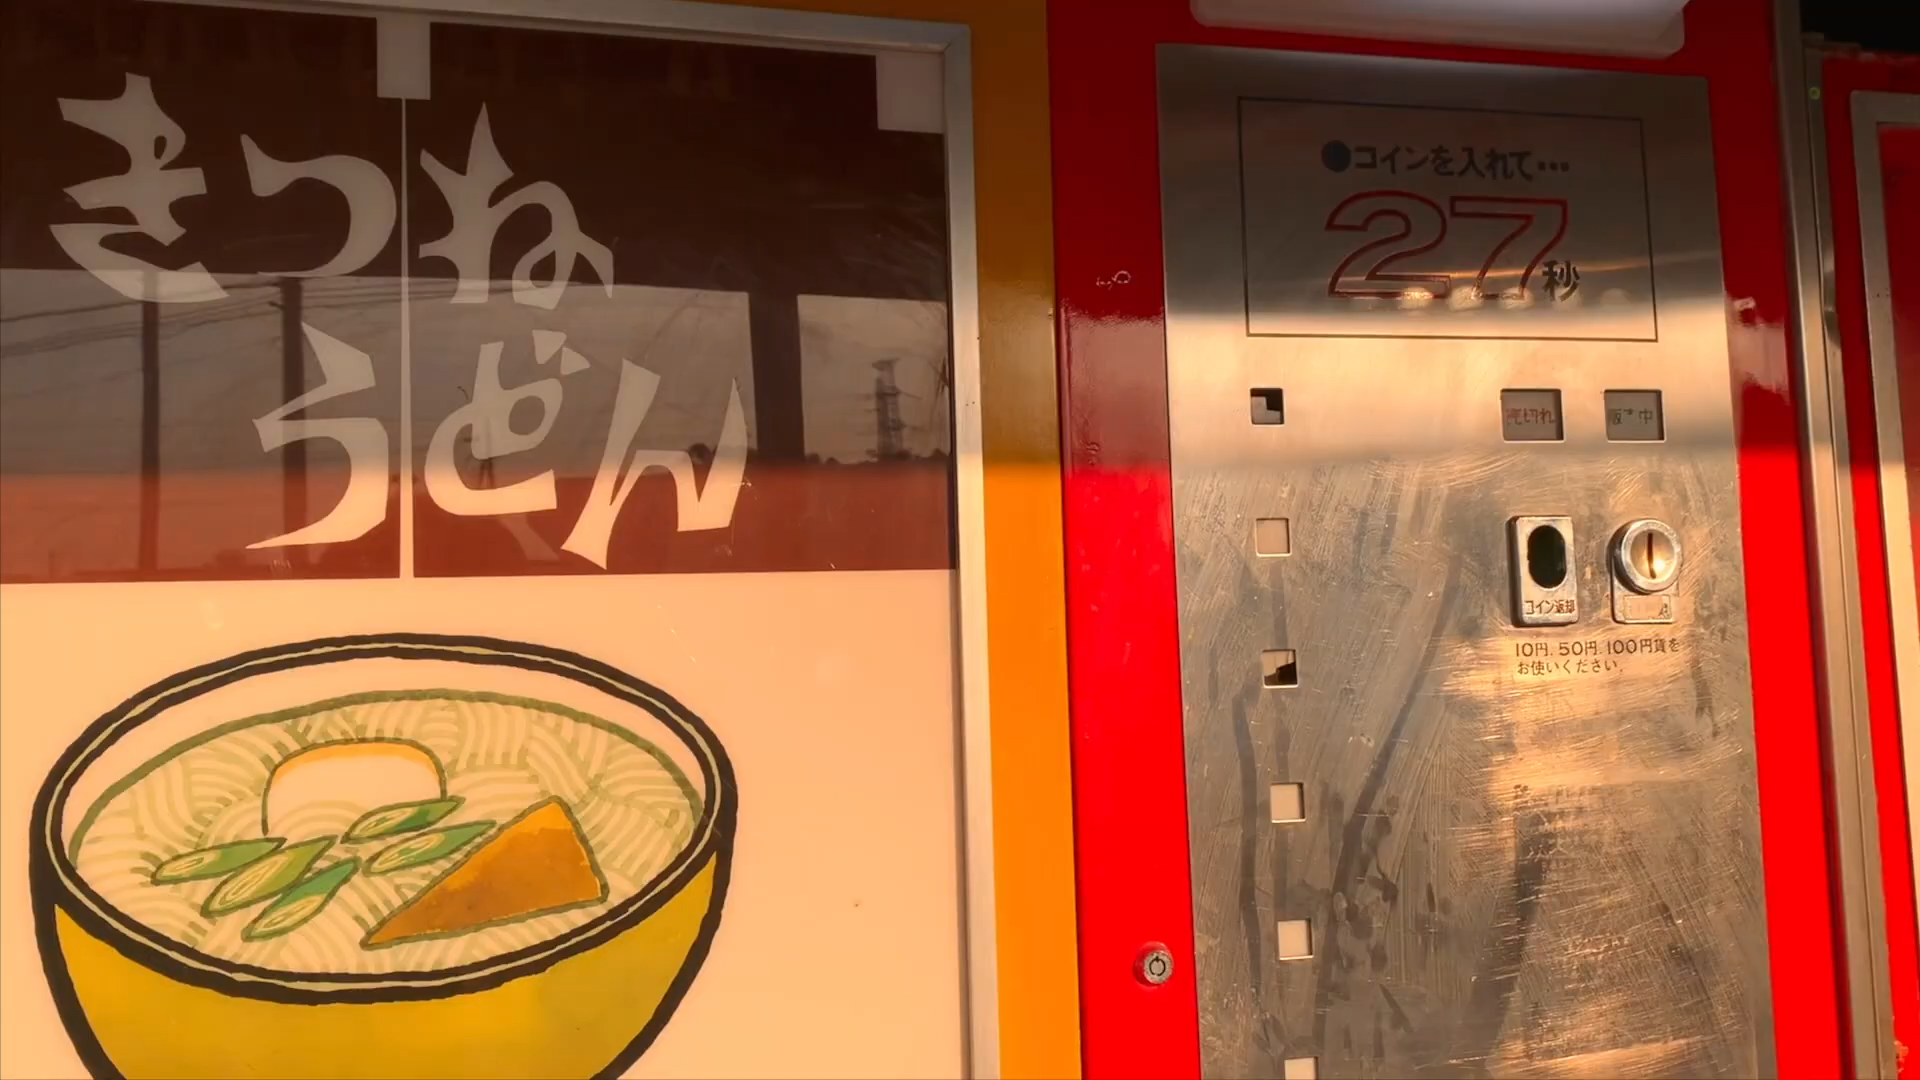 きつね
うどん
●コインを入れて…
27秒
売切れ
販売中
コイン返却
10円.50円.100円貨を
お使いください.